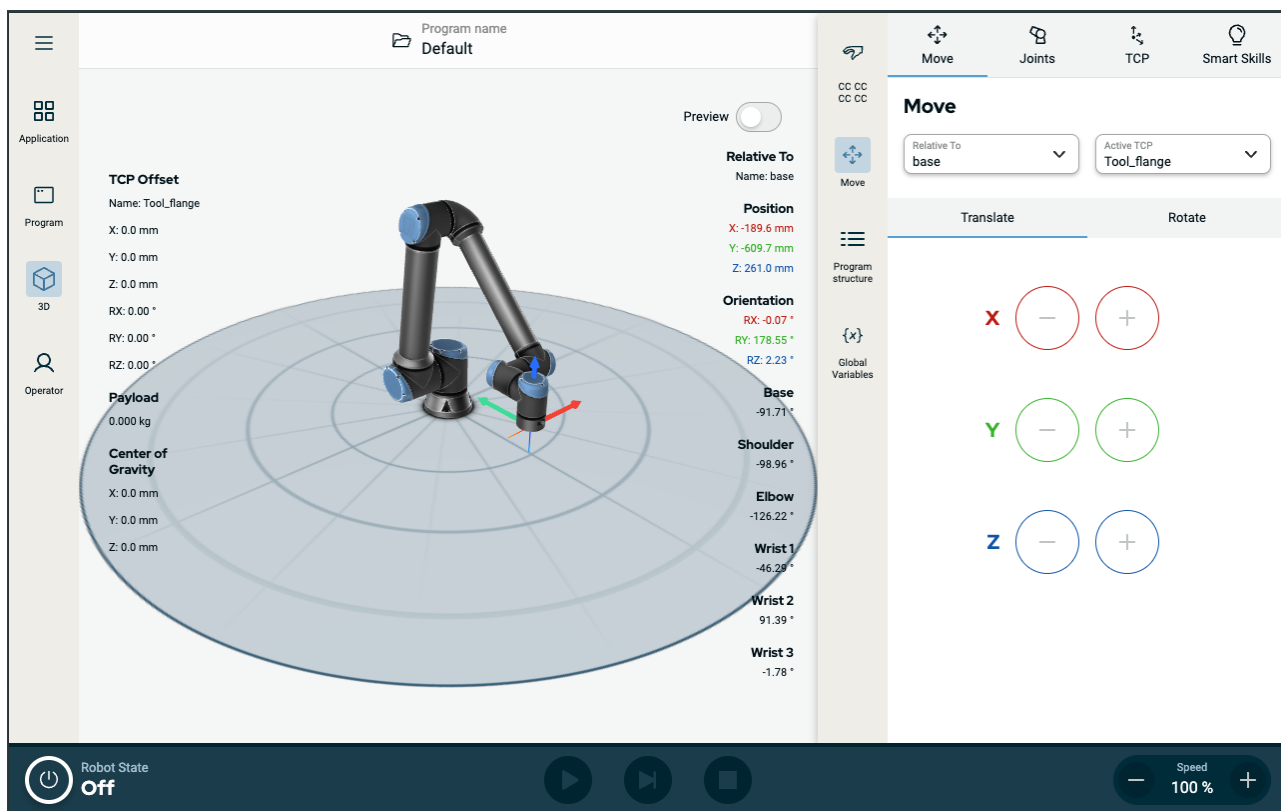 Program name
Default
Application
Program
3D
Operator
TCP Offset
Name: Tool_flange
X: 0.0 mm
Y: 0.0 mm
Z: 0.0 mm
RX: 0.00 °
RY: 0.00 °
RZ: 0.00 °
Payload
0.000 kg
Center of
Gravity
X: 0.0 mm
Y: 0.0 mm
Z: 0.0 mm
Preview
Relative To
Name: base
Position
X: -189.6 mm
Y: -609.7 mm
Z: 261.0 mm
Orientation
RX: -0.07 °
RY: 178.55 °
RZ: 2.23 °
Base
-91.71 °
Shoulder
-98.96 °
Elbow
-126.22 °
Wrist 1
-46.29 °
Wrist 2
91.39 °
Wrist 3
-1.78 °
CC CC
CC CC
Move
Program
structure
{x}
Global
Variables
Move
Joints
TCP
Smart Skills
Move
Relative To
base
Active TCP
Tool_flange
Translate
Rotate
X − +
Y − +
Z − +
Robot State
Off
− Speed +
100 %